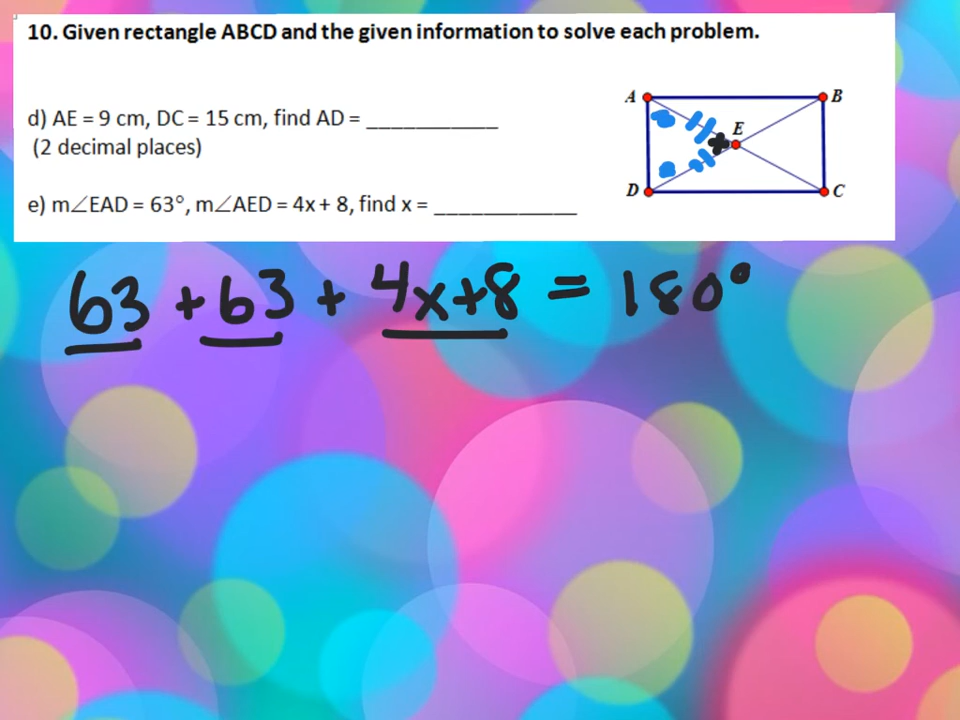 10. Given rectangle ABCD and the given information to solve each problem.
d) AE = 9 cm, DC = 15 cm, find AD = ____________
(2 decimal places)
e) m∠EAD = 63°, m∠AED = 4x + 8, find x = _____________
A
B
E
D
C
63 + 63 + 4x+8 = 180°